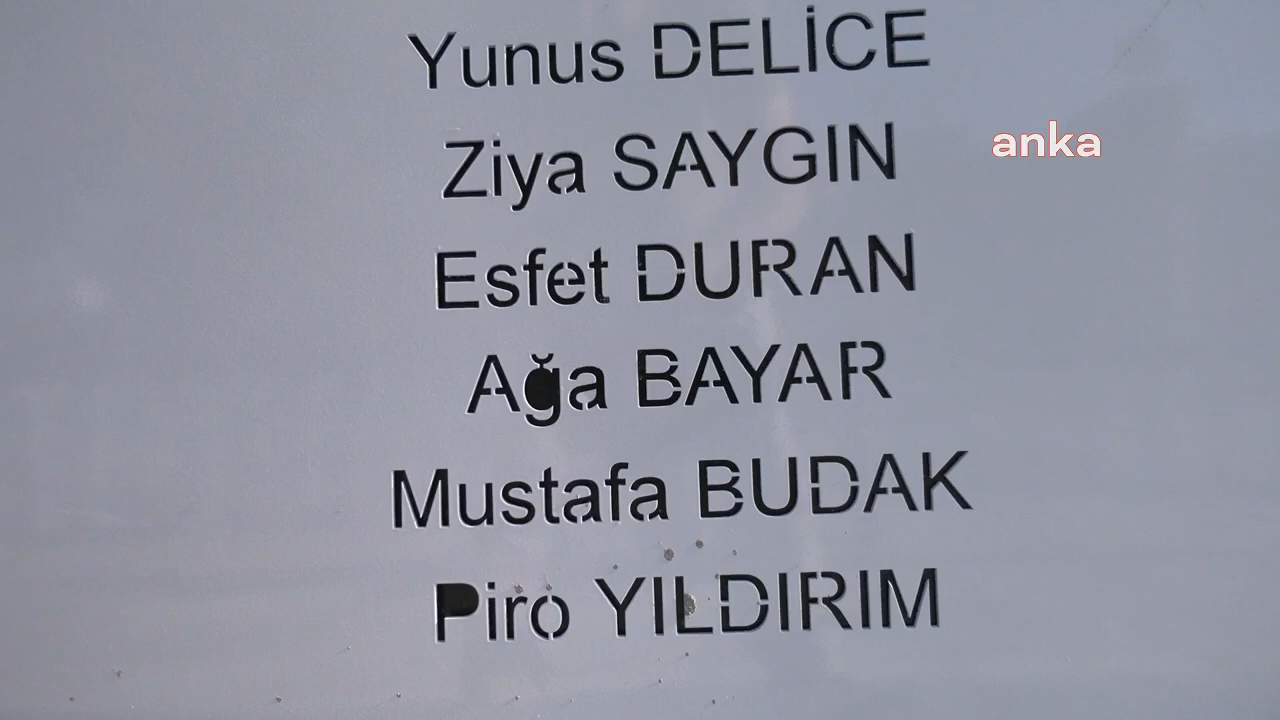 Yunus DELİCE
Ziya SAYGIN
anka
Esfet DURAN
Ağa BAYAR
Mustafa BUDAK
Piro YILDIRIM